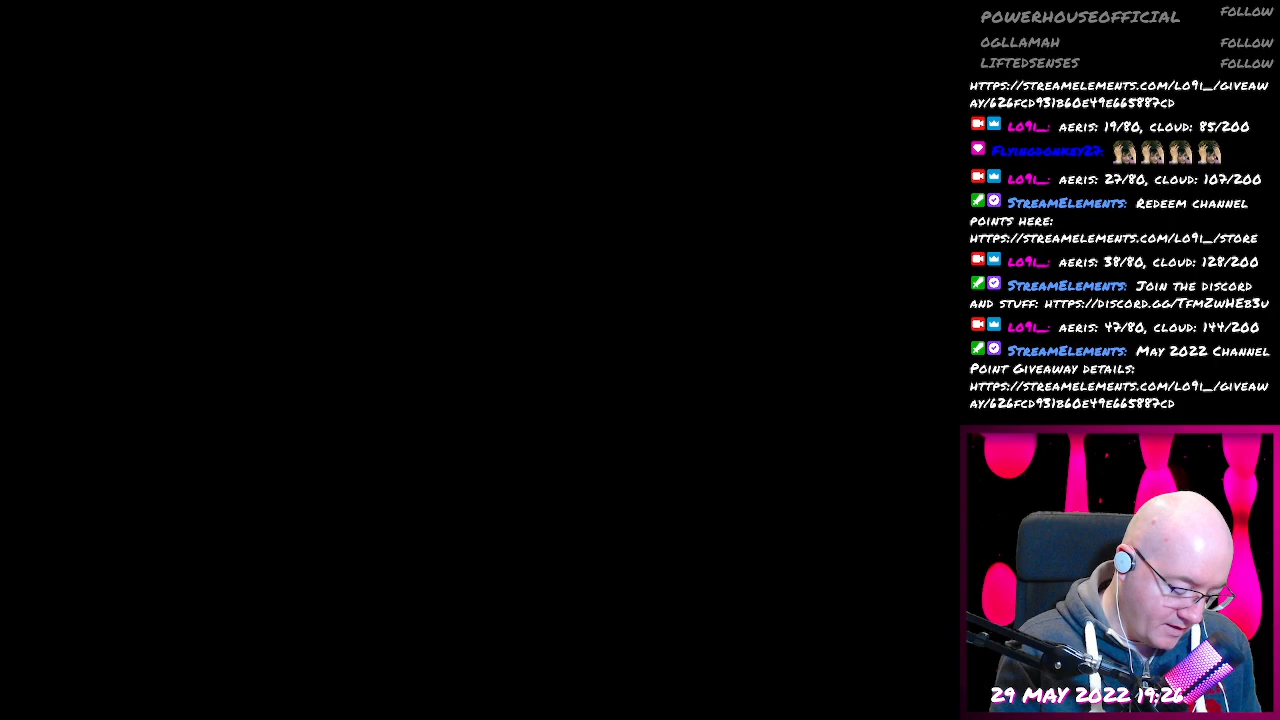 POWERHOUSEOFFICIAL FOLLOW
OGLLAMAH FOLLOW
LIFTEDSENSES FOLLOW
HTTPS://STREAMELEMENTS.COM/LO9I_/GIVEAW
AY/626FCD931B60E49E665887CD
LO9I_: AERIS: 19/80, CLOUD: 85/200
FLYINGDONKEY27:
LO9I_: AERIS: 27/80, CLOUD: 107/200
STREAMELEMENTS: REDEEM CHANNEL
POINTS HERE:
HTTPS://STREAMELEMENTS.COM/LO9I_/STORE
LO9I_: AERIS: 38/80, CLOUD: 128/200
STREAMELEMENTS: JOIN THE DISCORD
AND STUFF: HTTPS://DISCORD.GG/TFMZWHEB3U
LO9I_: AERIS: 47/80, CLOUD: 144/200
STREAMELEMENTS: MAY 2022 CHANNEL
POINT GIVEAWAY DETAILS:
HTTPS://STREAMELEMENTS.COM/LO9I_/GIVEAW
AY/626FCD931B60E49E665887CD
29 MAY 2022 19:26